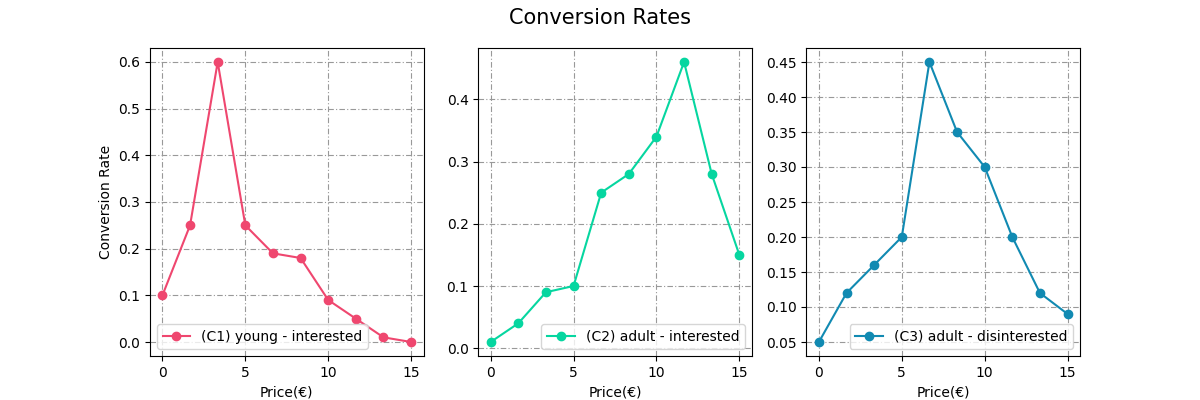 Conversion Rates
Conversion Rate
0.6
0.5
0.4
0.3
0.2
0.1
0.0
0 5 10 15
Price(€)
(C1) young - interested
0.4
0.3
0.2
0.1
0.0
0 5 10 15
Price(€)
(C2) adult - interested
0.45
0.40
0.35
0.30
0.25
0.20
0.15
0.10
0.05
0 5 10 15
Price(€)
(C3) adult - disinterested